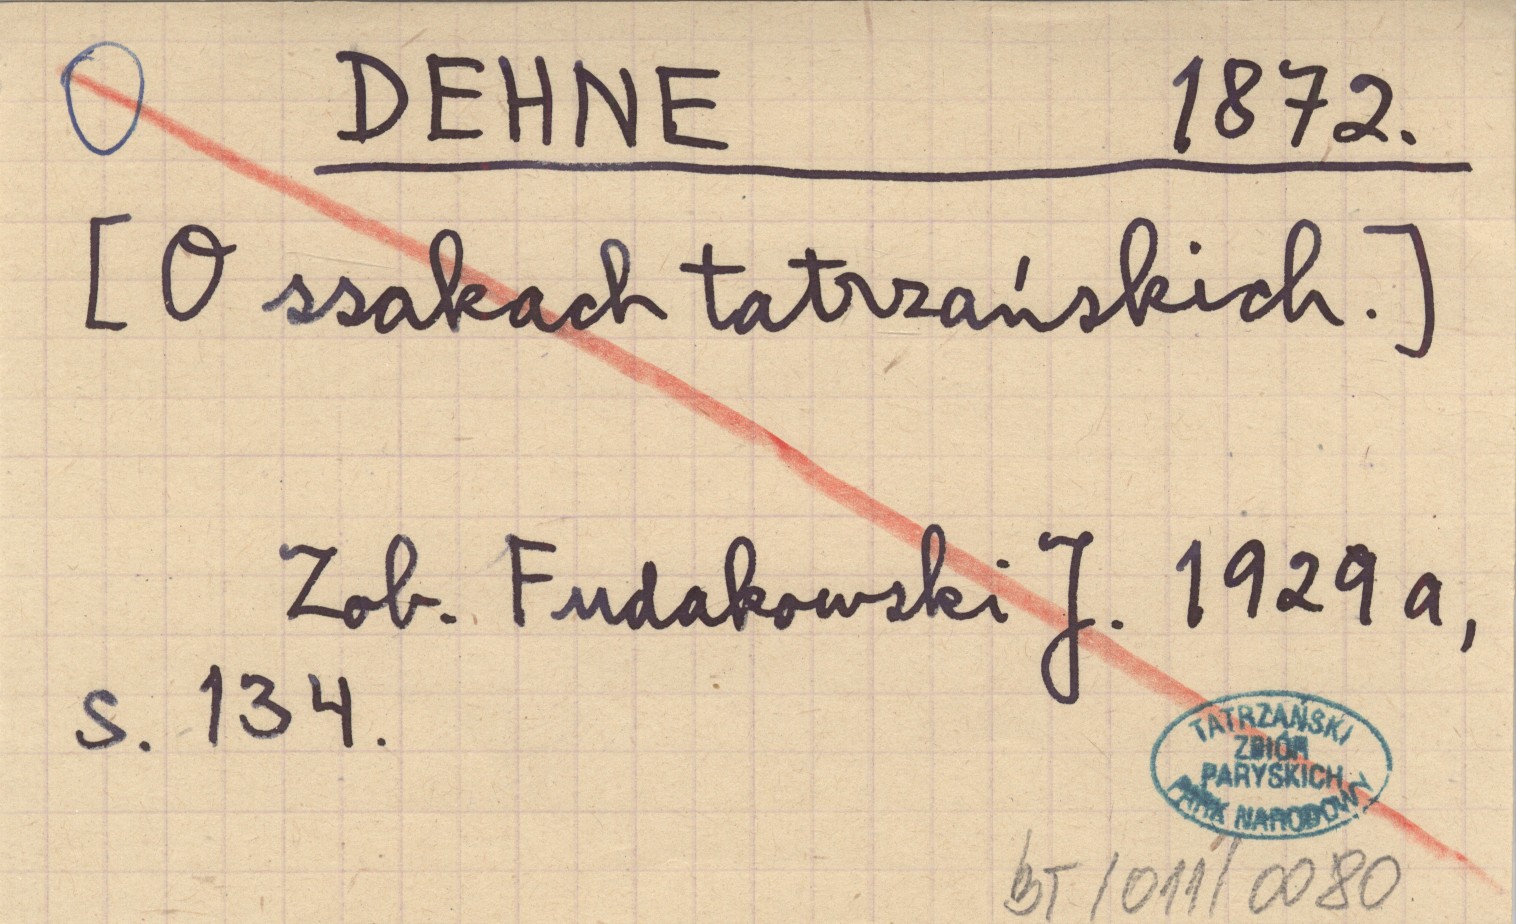 DEHNE 1872.
[O ssakach tatrzańskich.]
Zob. Fudakowski J. 1929a,
s. 134.
TATRZAŃSKI
ZBIÓR
PARYSKICH
PARK NARODOWY
BT/011/0080